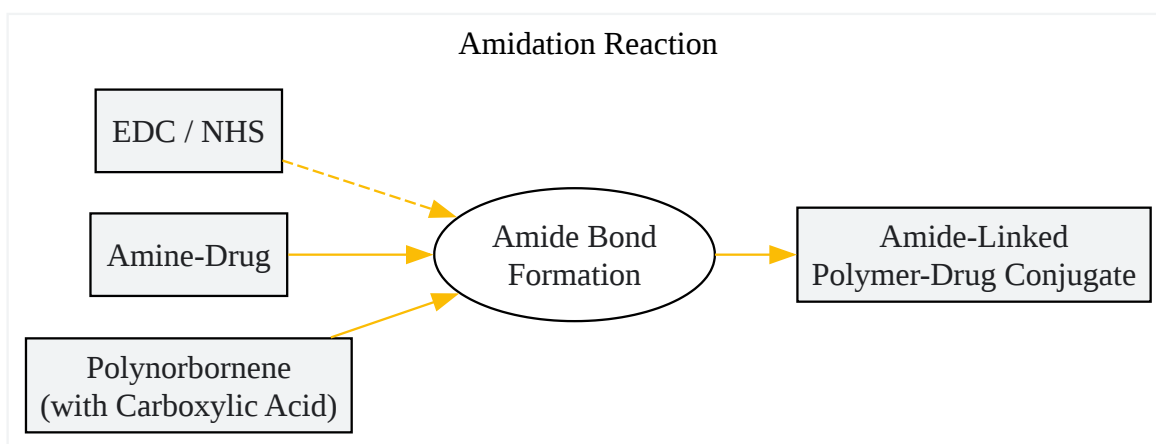 Amidation Reaction
EDC / NHS
Amine-Drug
Polynorbornene
(with Carboxylic Acid)
Amide Bond
Formation
Amide-Linked
Polymer-Drug Conjugate